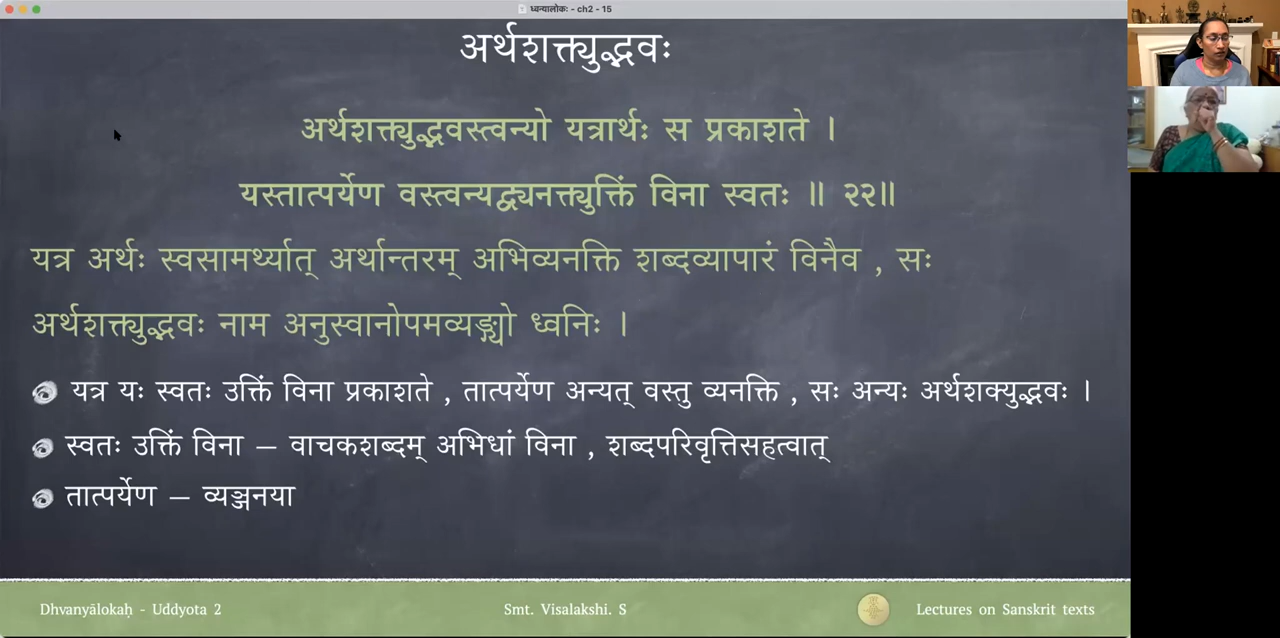 ध्वन्यालोकः - ch2 - 15
अर्थशक्त्युद्भवः
अर्थशक्त्युद्भवस्त्वन्यो यत्रार्थः स प्रकाशते ।
यस्तात्पर्येण वस्त्वन्यद्व्यनक्त्युक्तिं विना स्वतः ॥ २२॥
यत्र अर्थः स्वसामर्थ्यात् अर्थान्तरम् अभिव्यनक्ति शब्दव्यापारं विनैव , सः
अर्थशक्त्युद्भवः नाम अनुस्वानोपमव्यङ्ग्यो ध्वनिः ।
यत्र यः स्वतः उक्तिं विना प्रकाशते , तात्पर्येण अन्यत् वस्तु व्यनक्ति , सः अन्यः अर्थशक्युद्भवः ।
स्वतः उक्तिं विना – वाचकशब्दम् अभिधां विना , शब्दपरिवृत्तिसहत्वात्
तात्पर्येण – व्यञ्जनया
Dhvanyālokaḥ - Uddyota 2 Smt. Visalakshi. S Lectures on Sanskrit texts